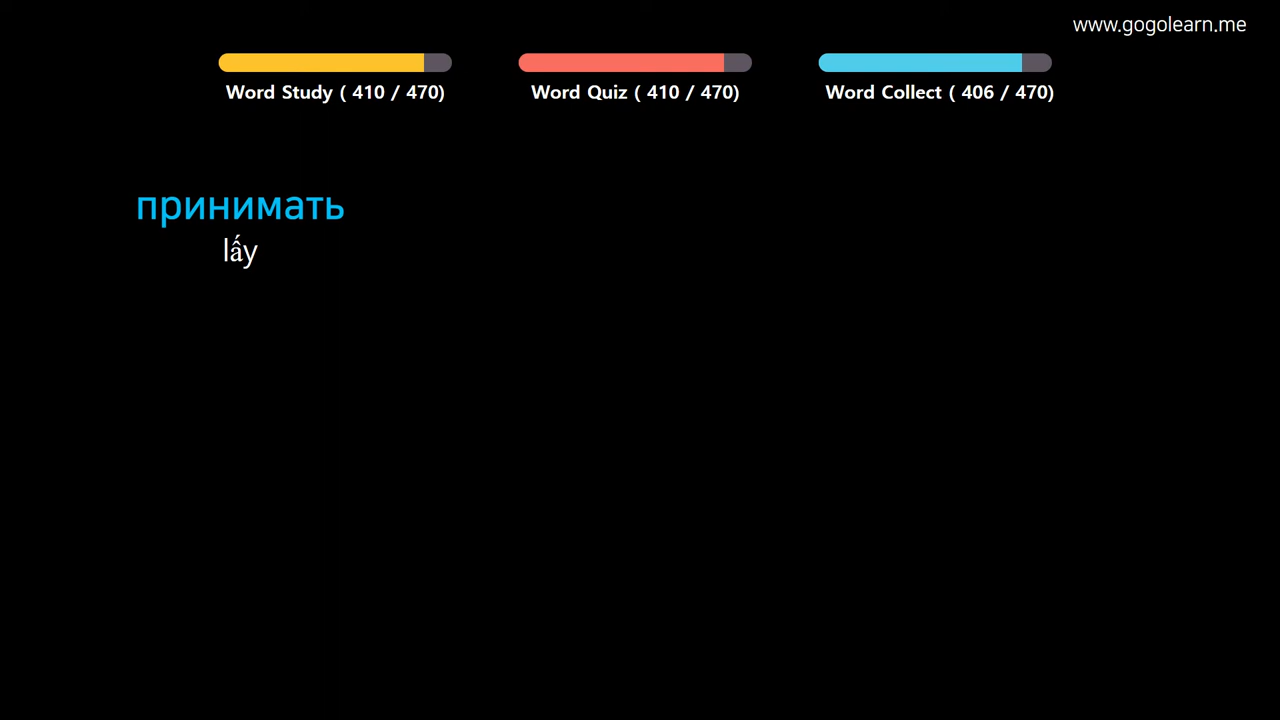 www.gogolearn.me
Word Study ( 410 / 470)
Word Quiz ( 410 / 470)
Word Collect ( 406 / 470)
принимать
lấy